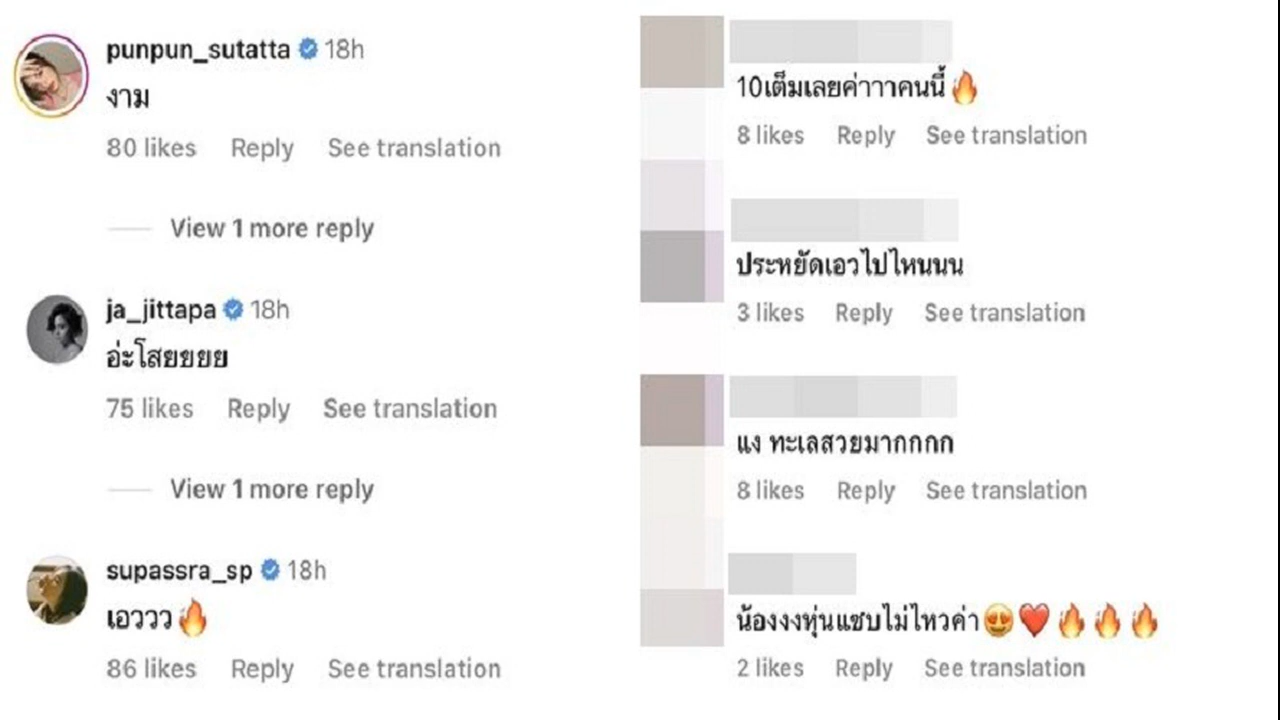 punpun_sutatta 18h
งาม
80 likes Reply See translation
View 1 more reply
ja_jittapa 18h
อ่ะโสยยยย
75 likes Reply See translation
View 1 more reply
supassra_sp 18h
เอววว🔥
86 likes Reply See translation
10เต็มเลยค่าาาคนนี้🔥
8 likes Reply See translation
ประหยัดเอวไปไหนนน
3 likes Reply See translation
แง ทะเลสวยมากกกก
8 likes Reply See translation
น้องงงหุ่นแซบไม่ไหวค่า😍❤️🔥🔥🔥
2 likes Reply See translation